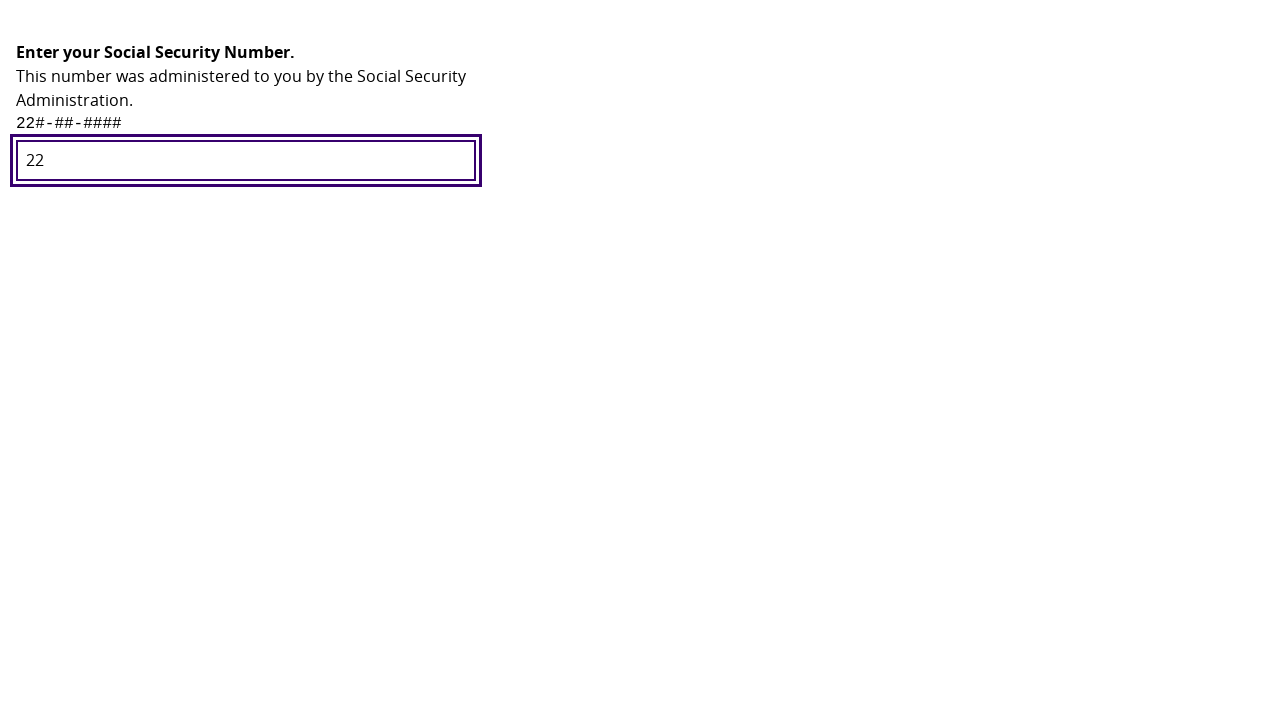 Enter your Social Security Number.
This number was administered to you by the Social Security
Administration.
22#-##-####
22